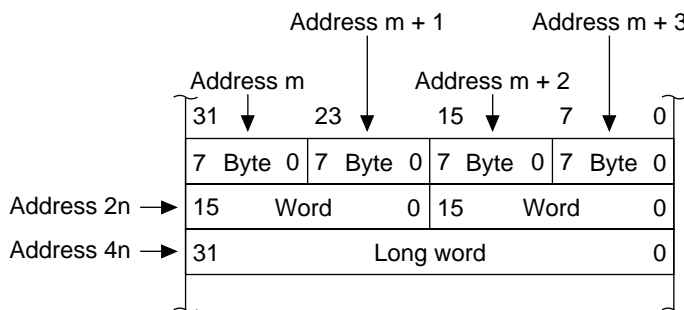 Address m + 1 Address m + 3
Address m Address m + 2
31 23 15 7 0
7 Byte 0 7 Byte 0 7 Byte 0 7 Byte 0
Address 2n 15 Word 0 15 Word 0
Address 4n 31 Long word 0